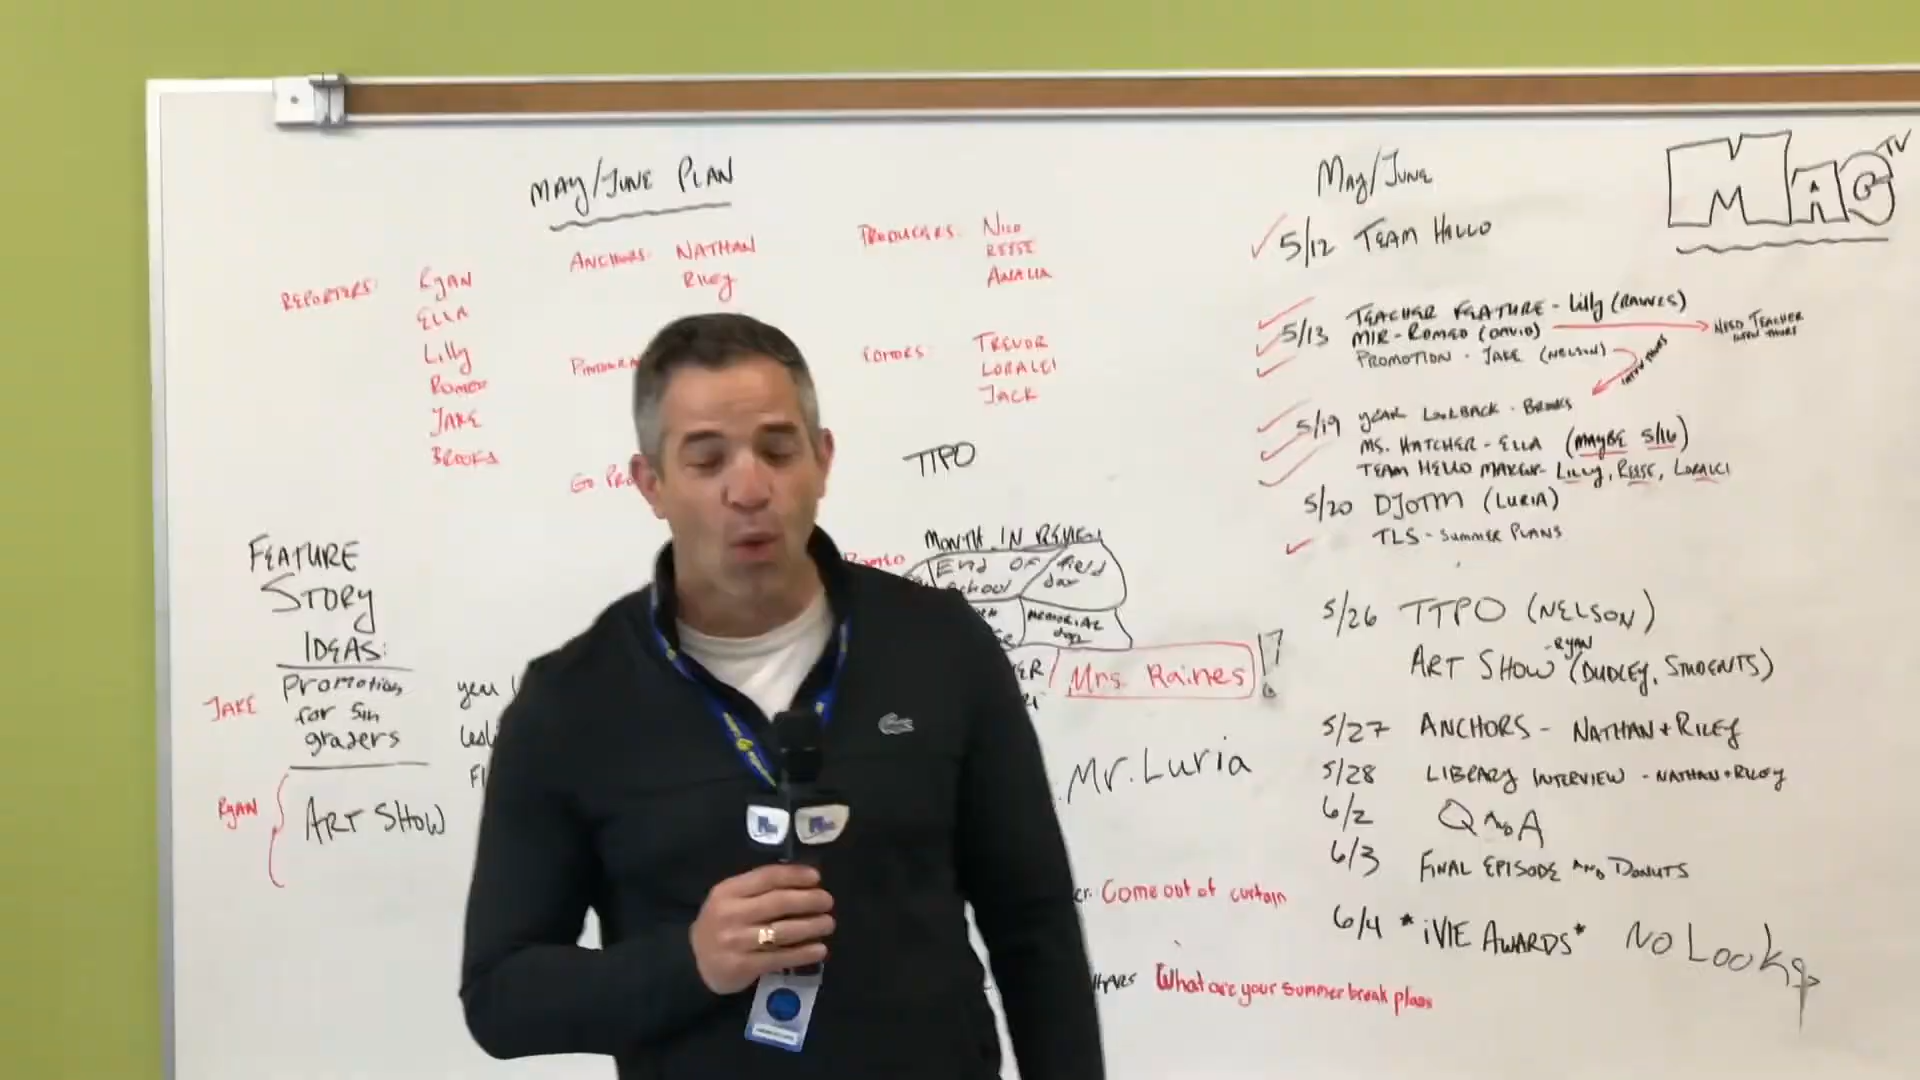 MAY/JUNE PLAN
REPORTERS:
RYAN
ELLA
Lilly
ROMEO
JAKE
BROOKS
ANCHORS:
NATHAN
RILEY
PRODUCERS:
NICO
REESE
ANALIA
EDITORS:
TREVOR
LORALEI
JACK
GO PRO
TTPO
FEATURE
STORY
IDEAS:
JAKE
Promotion
for 5th
graders
RYAN
ART SHOW
year
ROMEO
MONTH IN REVIEW
End of
School
field
day
MEMORIAL
day
Mrs. Raines
!?
Mr. Luria
Come out of curtain
What are your summer break plans
MAY/JUNE
MAG TV
5/12 TEAM HELLO
5/13 TEACHER FEATURE - Lilly (RAINES)
MIR - ROMEO (DAVID)
NEED TEACHER
PROMOTION - JAKE (NELSON)
5/19 YEAR LOOKBACK - BROOKS
MS. HATCHER - ELLA (MAYBE 5/16)
TEAM HELLO MAKEUP - LILLY, REESE, LORALEI
5/20 DJOTM (LURIA)
TLS - SUMMER PLANS
5/26 TTPO (NELSON)
ART SHOW - RYAN (DUDLEY, STUDENTS)
5/27 ANCHORS - NATHAN + RILEY
5/28 LIBRARY INTERVIEW - NATHAN + RILEY
6/2 Q AND A
6/3 FINAL EPISODE AND DONUTS
6/4 *iVIE AWARDS* NO LOOKS